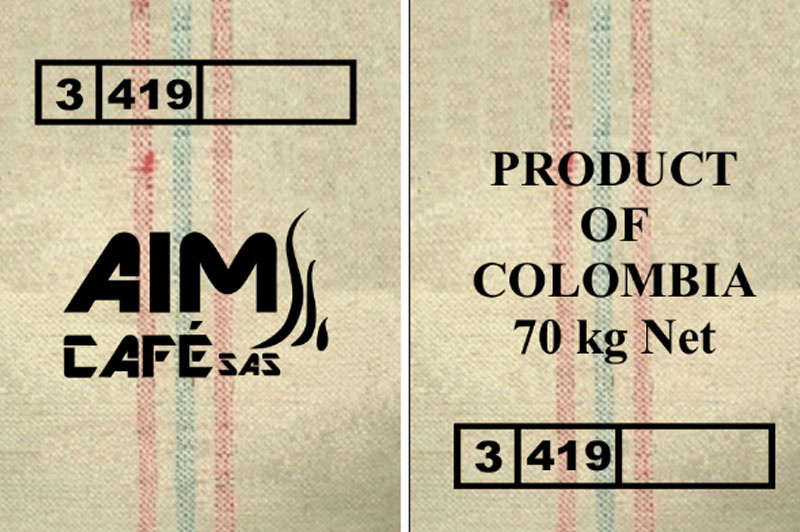 3 419
AIM
CAFÉ SAS
PRODUCT
OF
COLOMBIA
70 kg Net
3 419